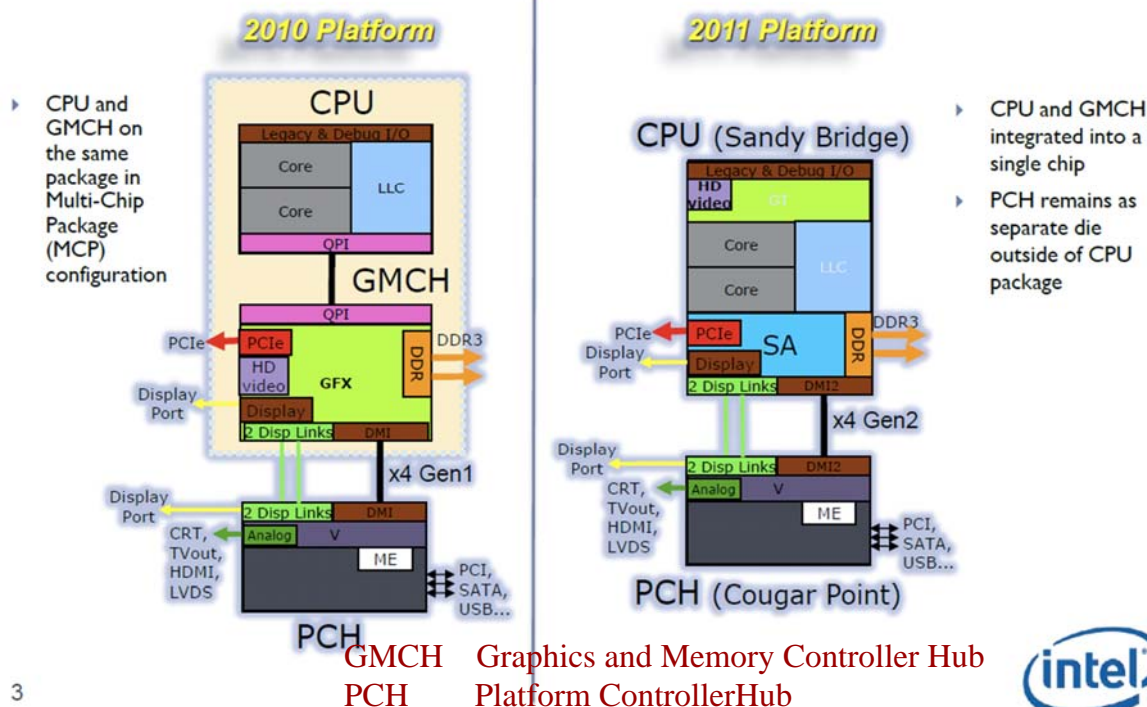 2010 Platform
CPU and
GMCH on
the same
package in
Multi-Chip
Package
(MCP)
configuration
CPU
Legacy & Debug I/O
Core
LLC
Core
QPI
GMCH
QPI
PCIe
PCIe
DDR
DDR3
HD
video
GFX
Display
Port
Display
2 Disp Links
DMI
x4 Gen1
Display
Port
2 Disp Links
DMI
CRT,
TVout,
HDMI,
LVDS
Analog
V
ME
PCI,
SATA,
USB...
PCH
2011 Platform
CPU (Sandy Bridge)
Legacy & Debug I/O
HD
video
GT
Core
LLC
Core
PCIe
PCIe
SA
DDR
DDR3
Display
Port
Display
2 Disp Links
DMI2
x4 Gen2
Display
Port
2 Disp Links
DMI2
CRT,
TVout,
HDMI,
LVDS
Analog
V
ME
PCI,
SATA,
USB...
PCH (Cougar Point)
CPU and GMCH
integrated into a
single chip
PCH remains as
separate die
outside of CPU
package
GMCH Graphics and Memory Controller Hub
PCH Platform ControllerHub
3
intel